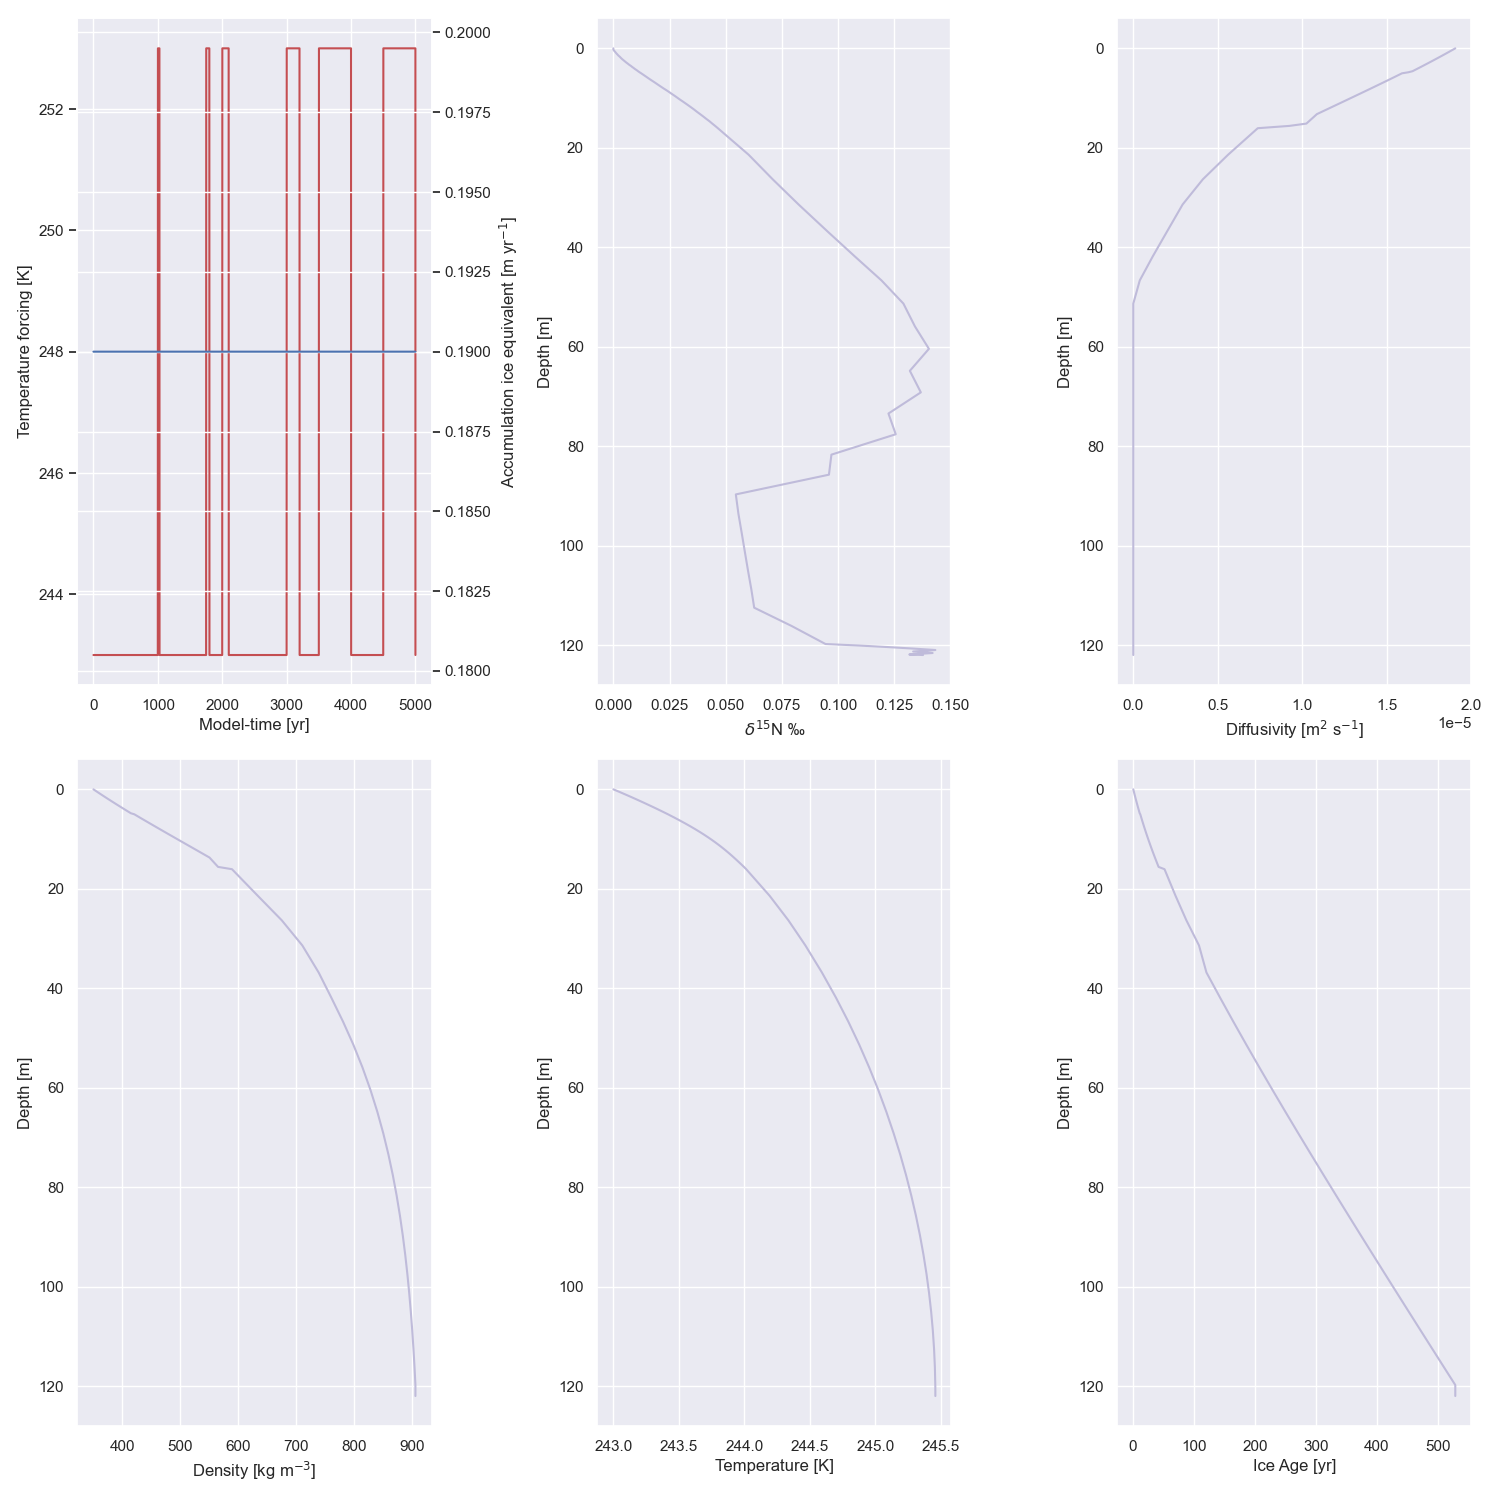 252
250
248
246
244
Temperature forcing [K]
0.2000
0.1975
0.1950
0.1925
0.1900
0.1875
0.1850
0.1825
0.1800
Accumulation ice equivalent [m yr⁻¹]
0 1000 2000 3000 4000 5000
Model-time [yr]
0
20
40
60
80
100
120
Depth [m]
0.000 0.025 0.050 0.075 0.100 0.125 0.150
δ¹⁵N ‰
0
20
40
60
80
100
120
Depth [m]
0.0 0.5 1.0 1.5 2.0
1e−5
Diffusivity [m² s⁻¹]
0
20
40
60
80
100
120
Depth [m]
400 500 600 700 800 900
Density [kg m⁻³]
0
20
40
60
80
100
120
Depth [m]
243.0 243.5 244.0 244.5 245.0 245.5
Temperature [K]
0
20
40
60
80
100
120
Depth [m]
0 100 200 300 400 500
Ice Age [yr]